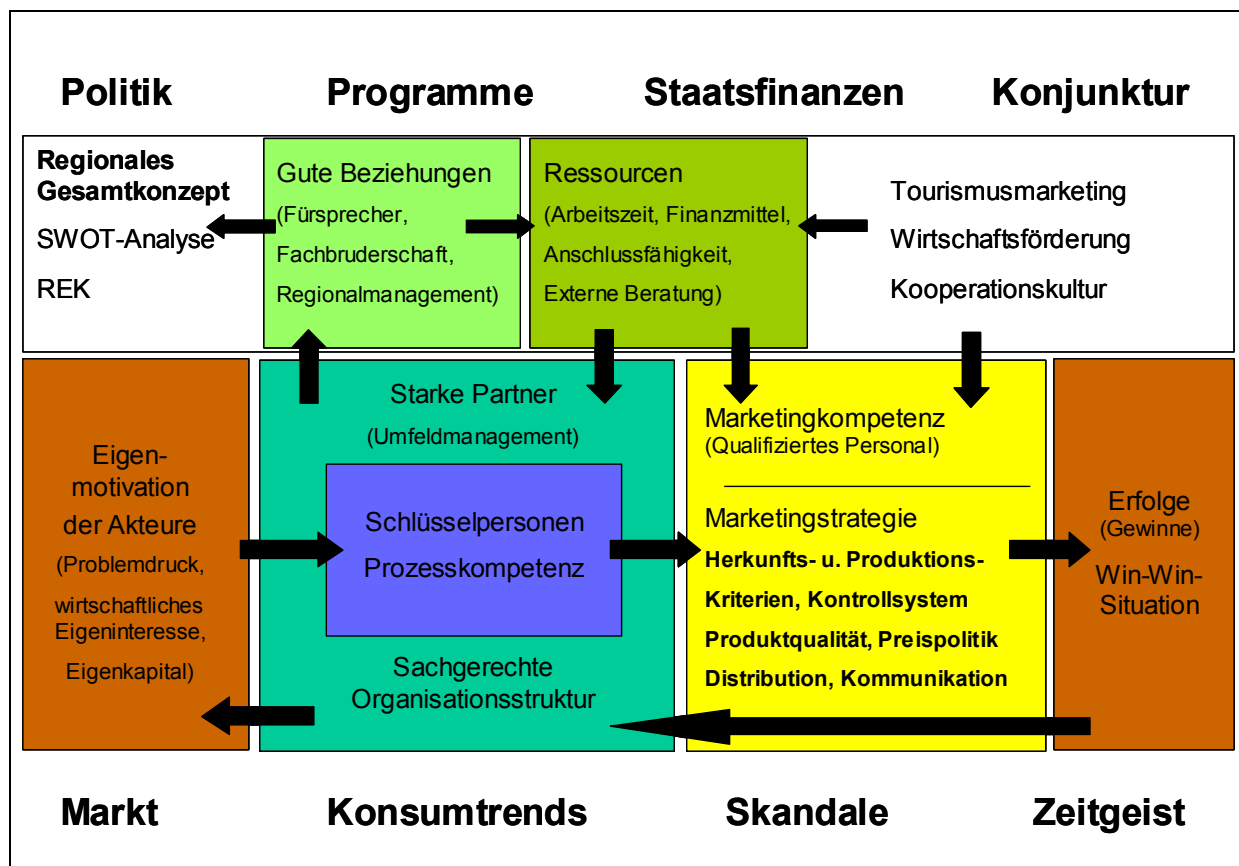 Politik
Programme
Staatsfinanzen
Konjunktur
Regionales
Gesamtkonzept
SWOT-Analyse
REK
Gute Beziehungen
(Fürsprecher,
Fachbruderschaft,
Regionalmanagement)
Ressourcen
(Arbeitszeit, Finanzmittel,
Anschlussfähigkeit,
Externe Beratung)
Tourismusmarketing
Wirtschaftsförderung
Kooperationskultur
Eigen-
motivation
der Akteure
(Problemdruck,
wirtschaftliches
Eigeninteresse,
Eigenkapital)
Starke Partner
(Umfeldmanagement)
Schlüsselpersonen
Prozesskompetenz
Sachgerechte
Organisationsstruktur
Marketingkompetenz
(Qualifiziertes Personal)
Marketingstrategie
Herkunfts- u. Produktions-
Kriterien, Kontrollsystem
Produktqualität, Preispolitik
Distribution, Kommunikation
Erfolge
(Gewinne)
Win-Win-
Situation
Markt
Konsumtrends
Skandale
Zeitgeist